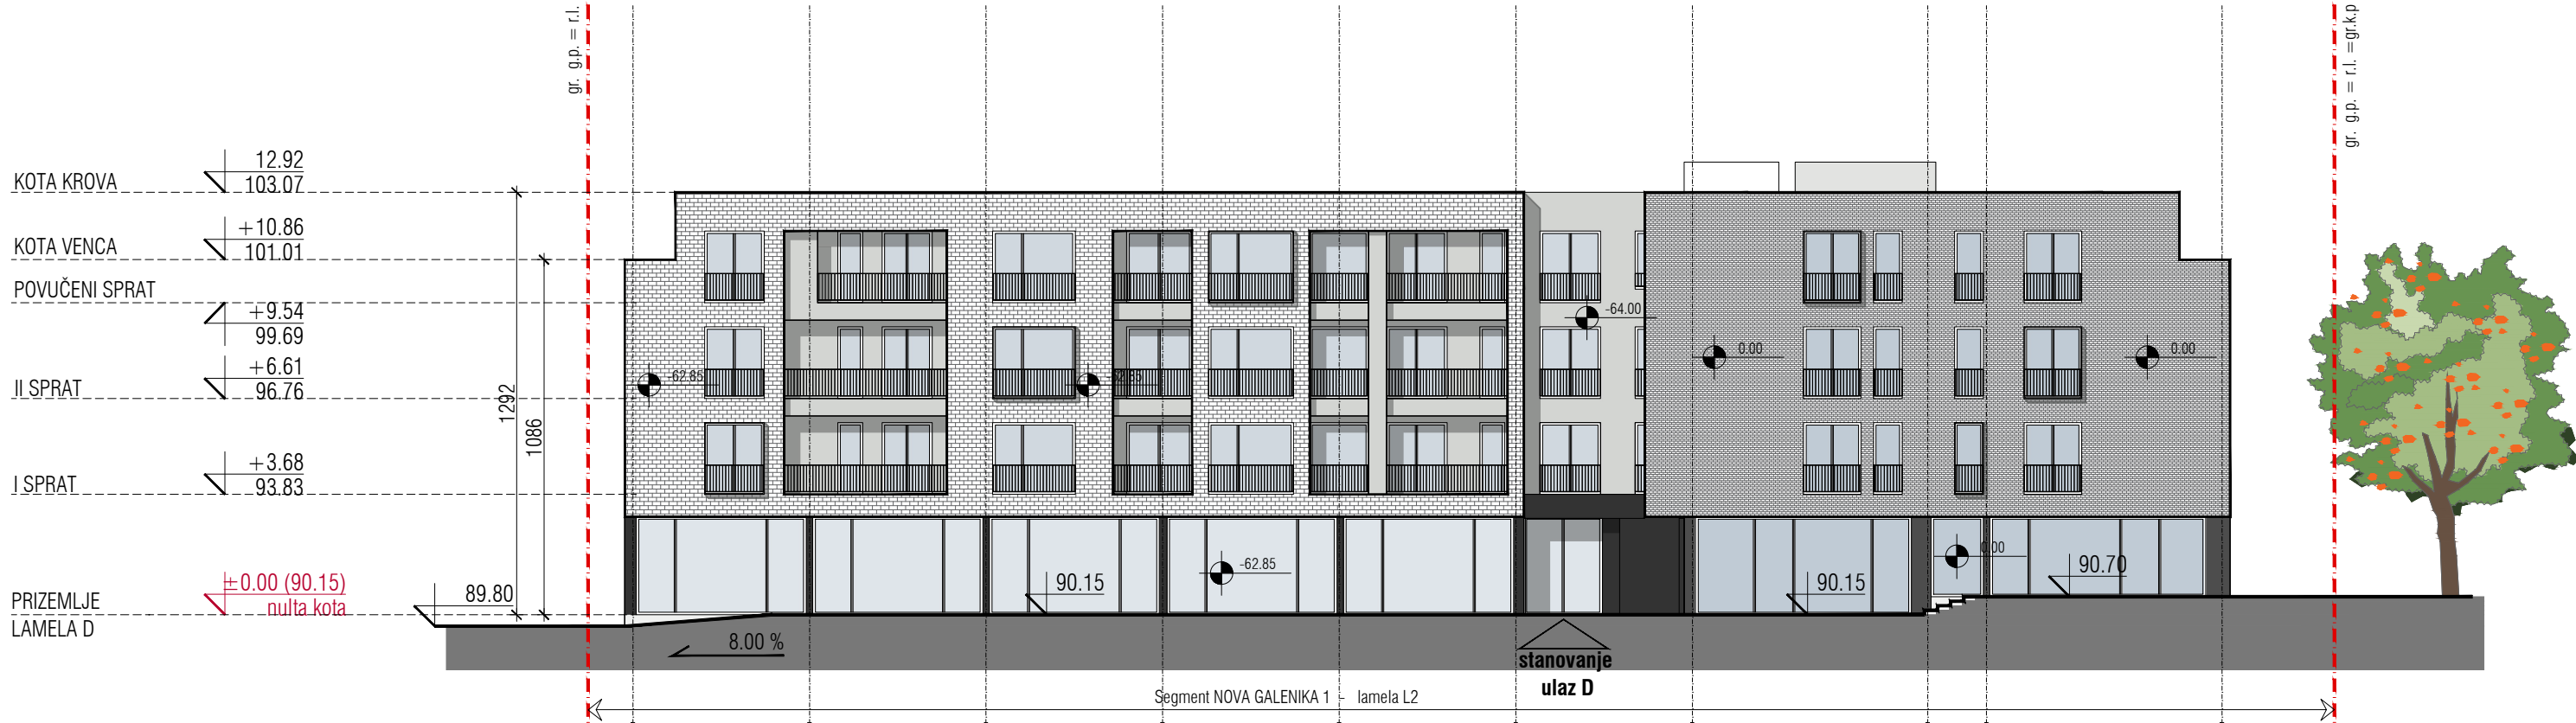 gr. g.p. = r.l.
gr. g.p. = r.l. =gr.k.p
12.92
KOTA KROVA
103.07
+10.86
KOTA VENCA
101.01
POVUČENI SPRAT
+9.54
99.69
+6.61
II SPRAT
96.76
+3.68
I SPRAT
93.83
±0.00 (90.15)
PRIZEMLJE
nulta kota
LAMELA D
1292
1086
89.80
8.00 %
-62.85
-62.85
-64.00
0.00
0.00
90.15
-62.85
90.15
0.00
90.70
stanovanje
ulaz D
Segment NOVA GALENIKA 1 - lamela L2